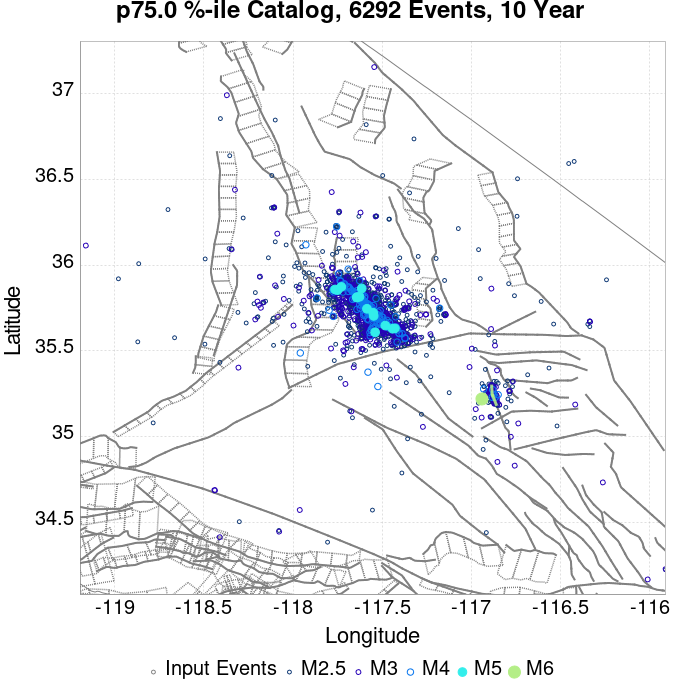 p75.0 %-ile Catalog, 6292 Events, 10 Year
37
36.5
36
35.5
35
34.5
Latitude
-119
-118.5
-118
-117.5
-117
-116.5
-116
Longitude
Input Events
M2.5
M3
M4
M5
M6